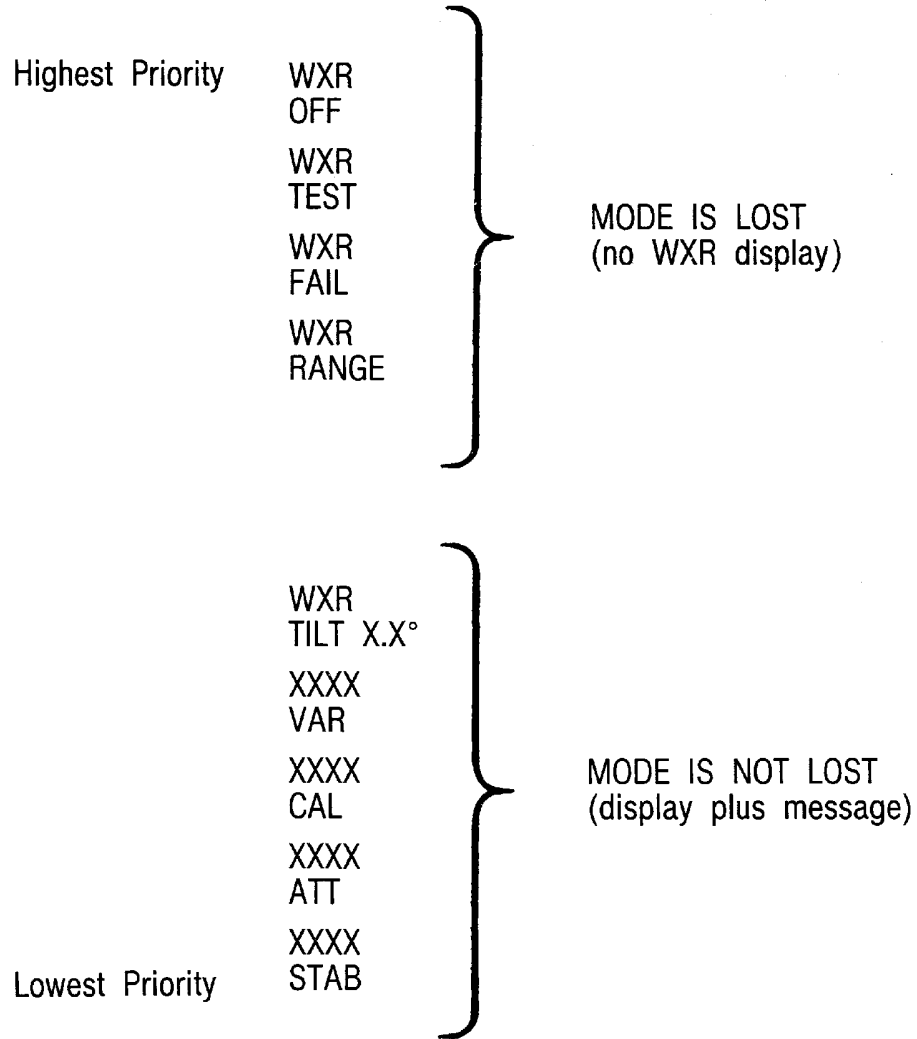 Highest Priority
WXR
OFF
WXR
TEST
WXR
FAIL
WXR
RANGE
MODE IS LOST
(no WXR display)
WXR
TILT X.X°
XXXX
VAR
XXXX
CAL
XXXX
ATT
XXXX
STAB
Lowest Priority
MODE IS NOT LOST
(display plus message)